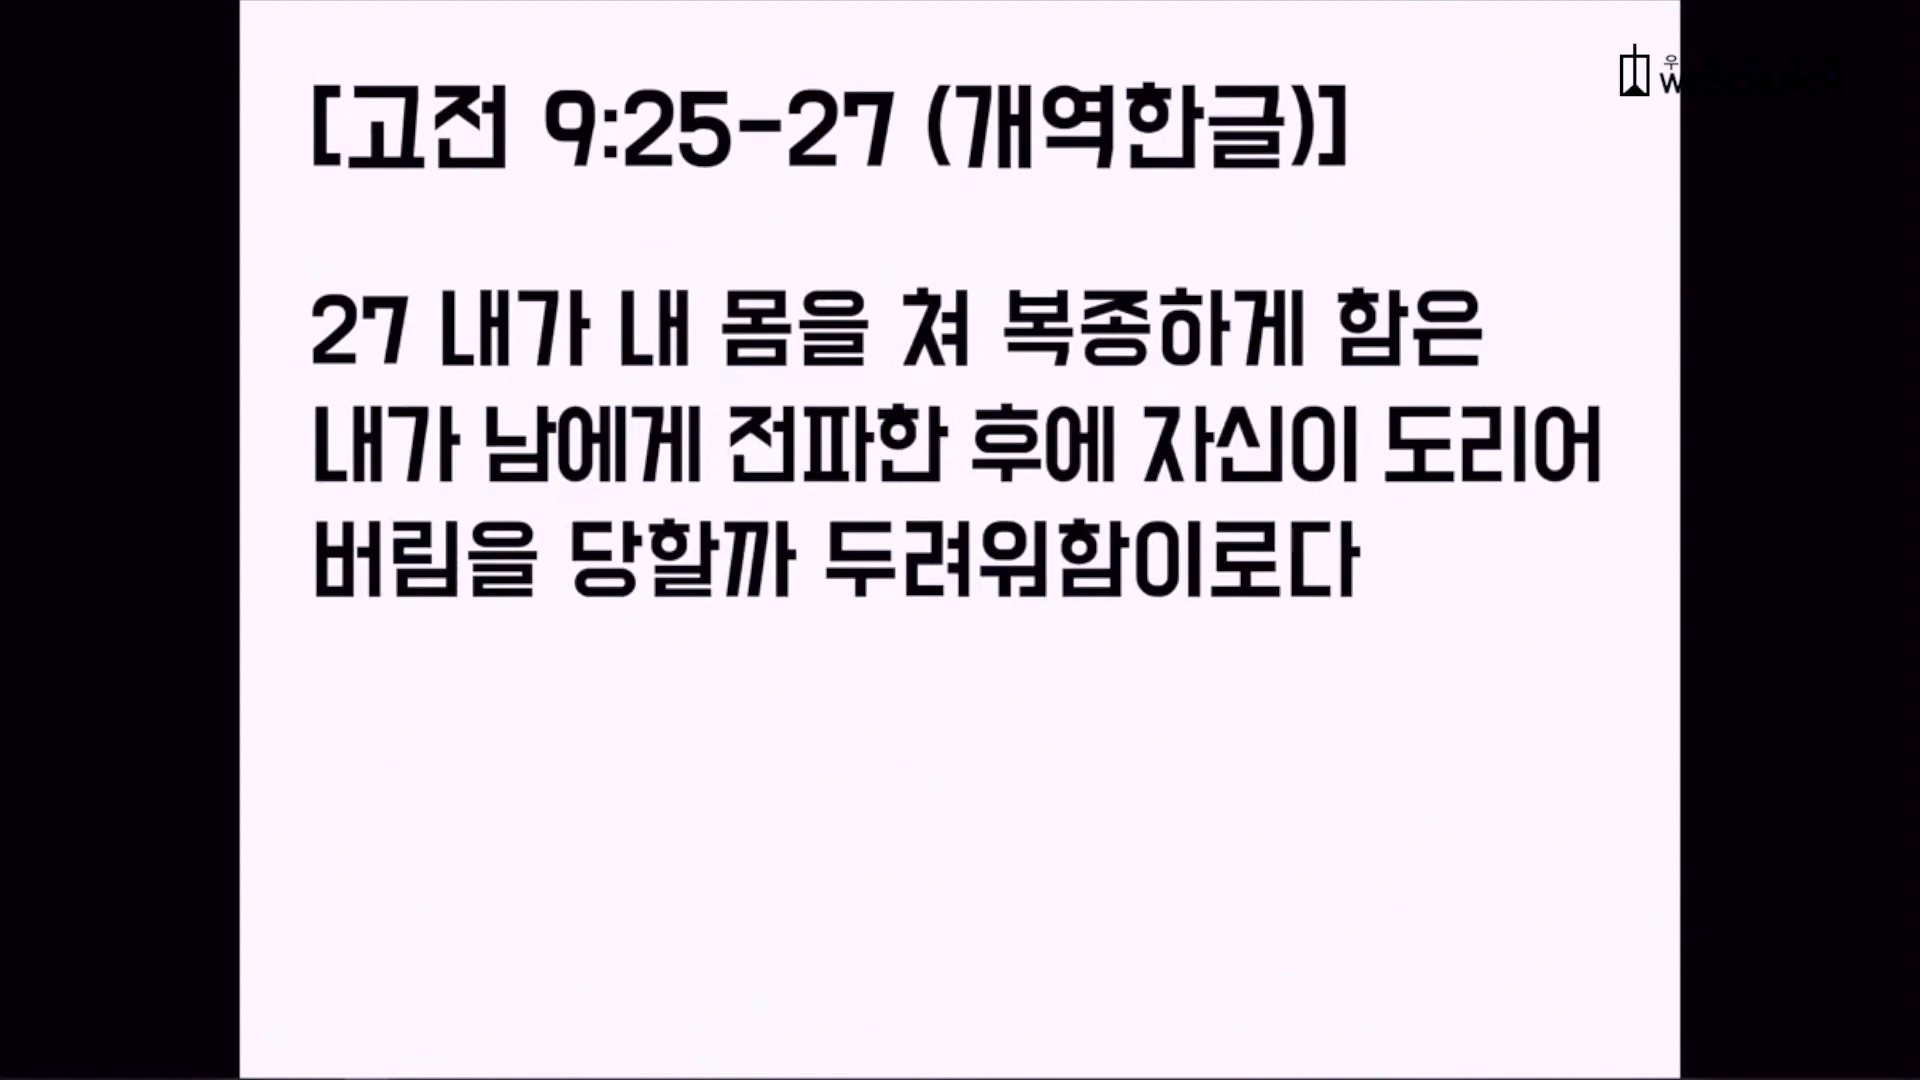 [고전 9:25-27 (개역한글)]
27 내가 내 몸을 쳐 복종하게 함은
내가 남에게 전파한 후에 자신이 도리어
버림을 당할까 두려워함이로다